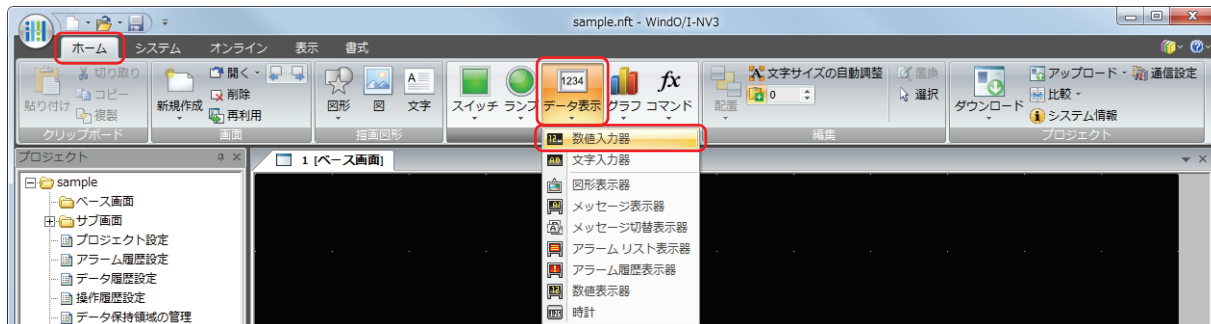 sample.nft - WindO/I-NV3
ホーム システム オンライン 表示 書式
貼り付け 切り取り コピー 複製
クリップボード
新規作成 開く 削除 再利用
画面
図形 図 文字
描画図形
スイッチ ランプ データ表示 グラフ コマンド
1234
配置 文字サイズの自動調整 0 置換 選択
編集
ダウンロード アップロード 比較 システム情報 通信設定
プロジェクト
数値入力器
文字入力器
図形表示器
メッセージ表示器
メッセージ切替表示器
アラーム リスト表示器
アラーム履歴表示器
数値表示器
時計
プロジェクト
1 [ベース画面]
sample
ベース画面
サブ画面
プロジェクト設定
アラーム履歴設定
データ履歴設定
操作履歴設定
データ保持領域の管理